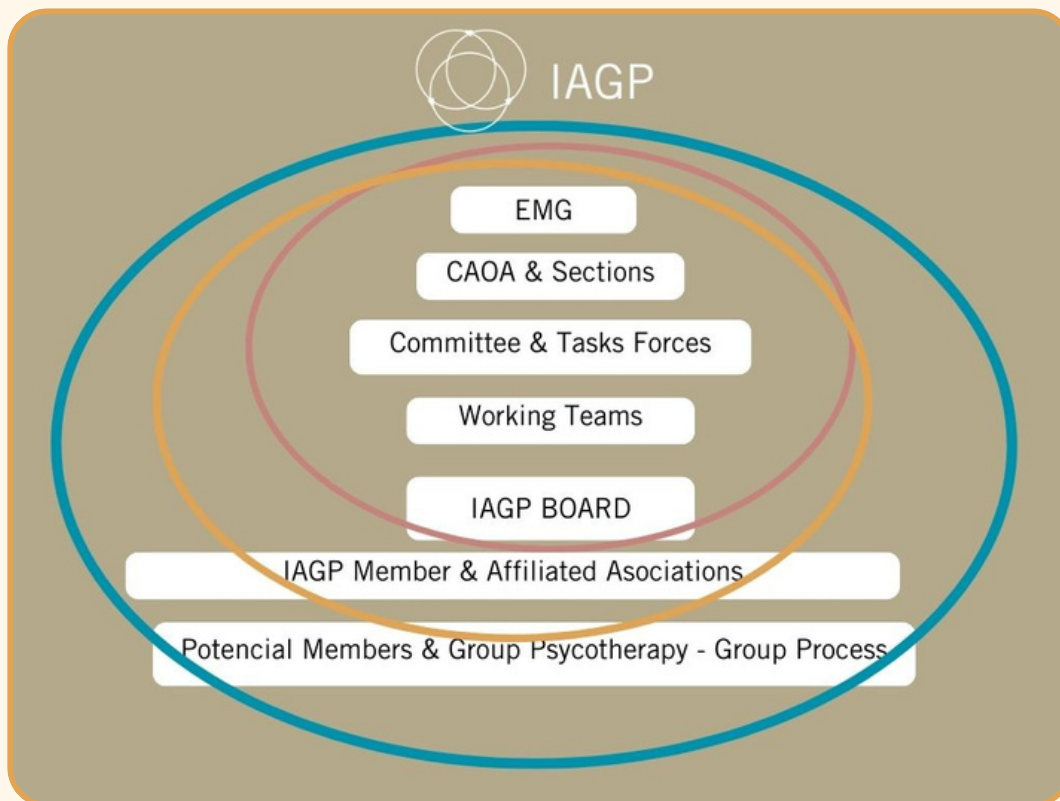 IAGP
EMG
CAOA & Sections
Committee & Tasks Forces
Working Teams
IAGP BOARD
IAGP Member & Affiliated Asociations
Potencial Members & Group Psycotherapy - Group Process